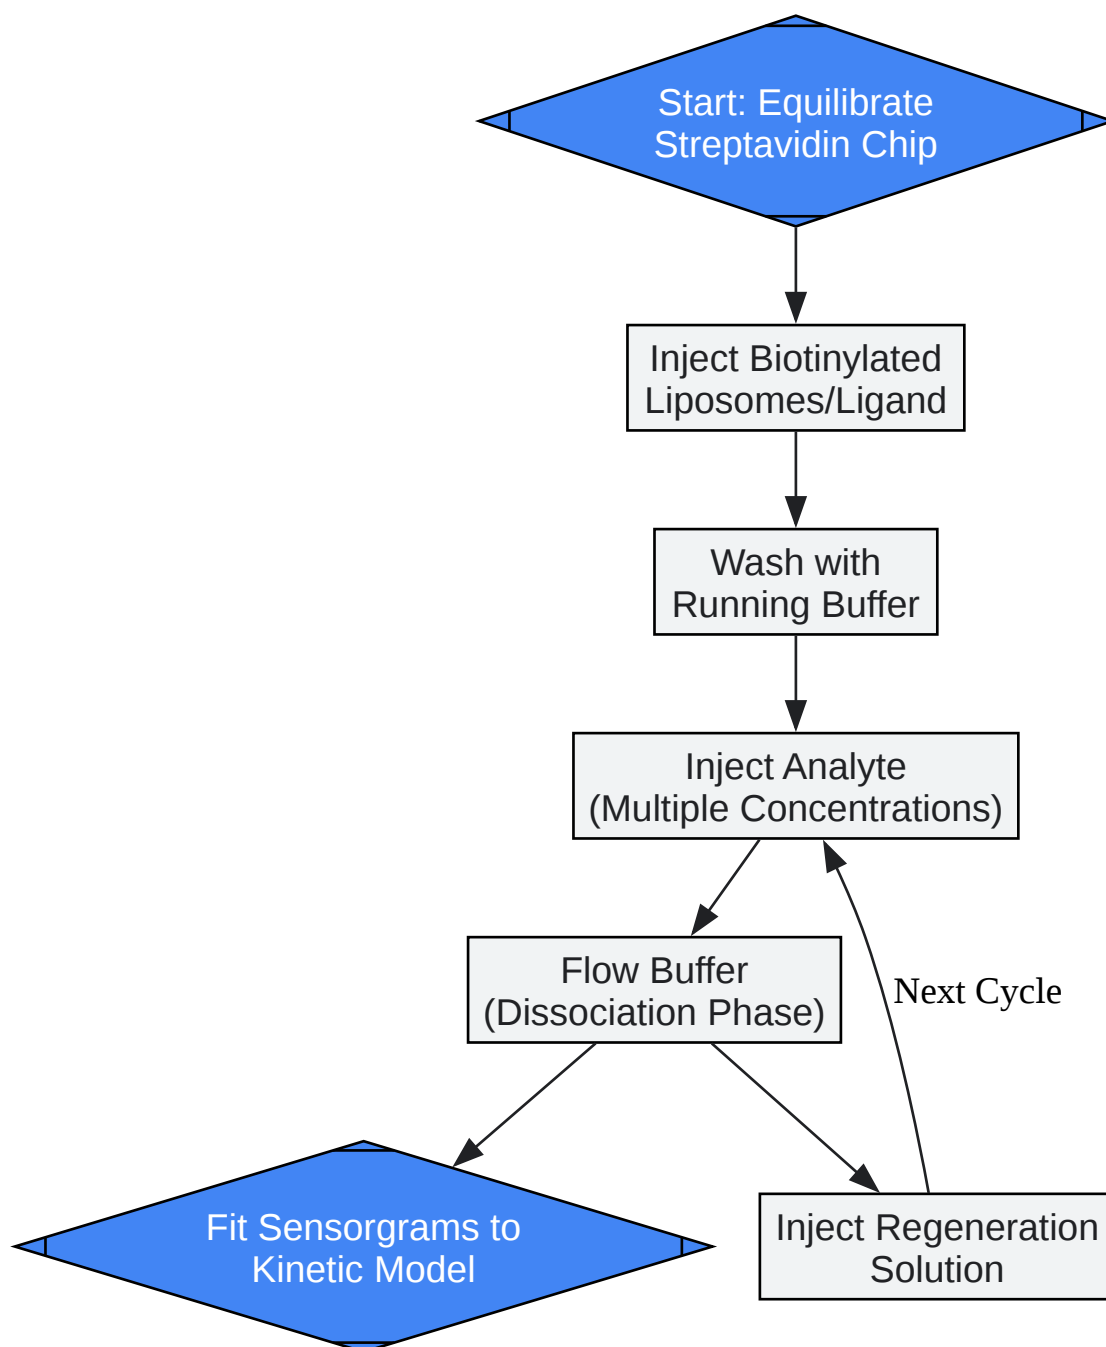 Start: Equilibrate
Streptavidin Chip
Inject Biotinylated
Liposomes/Ligand
Wash with
Running Buffer
Inject Analyte
(Multiple Concentrations)
Flow Buffer
(Dissociation Phase)
Next Cycle
Fit Sensorgrams to
Kinetic Model
Inject Regeneration
Solution